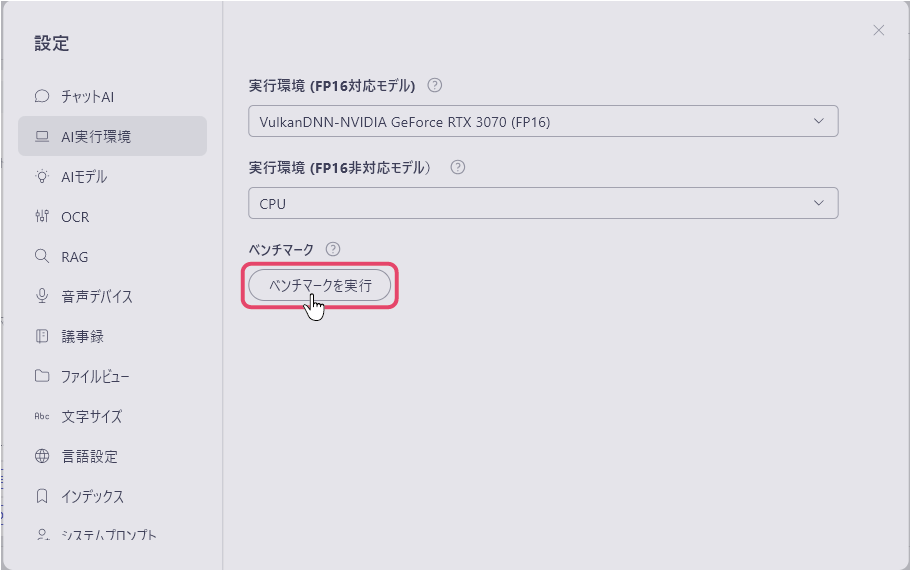 設定
チャットAI
AI実行環境
AIモデル
OCR
RAG
音声デバイス
議事録
ファイルビュー
Abc 文字サイズ
言語設定
インデックス
システムプロンプト
実行環境 (FP16対応モデル) ?
VulkanDNN-NVIDIA GeForce RTX 3070 (FP16)
実行環境 (FP16非対応モデル） ?
CPU
ベンチマーク ?
ベンチマークを実行